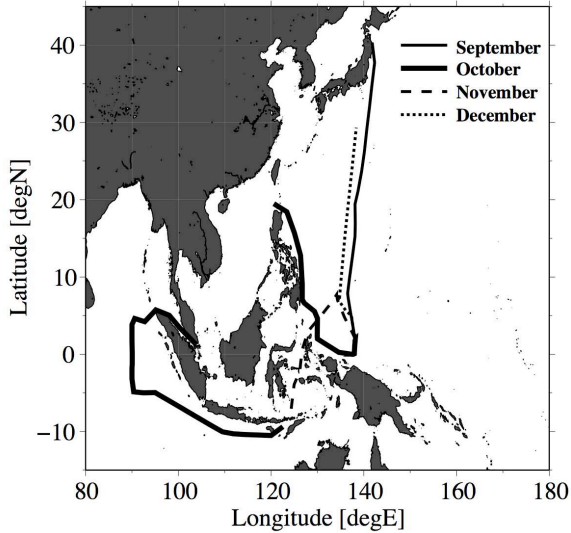 Latitude [degN]
40
30
20
10
0
−10
September
October
November
December
80 100 120 140 160 180
Longitude [degE]